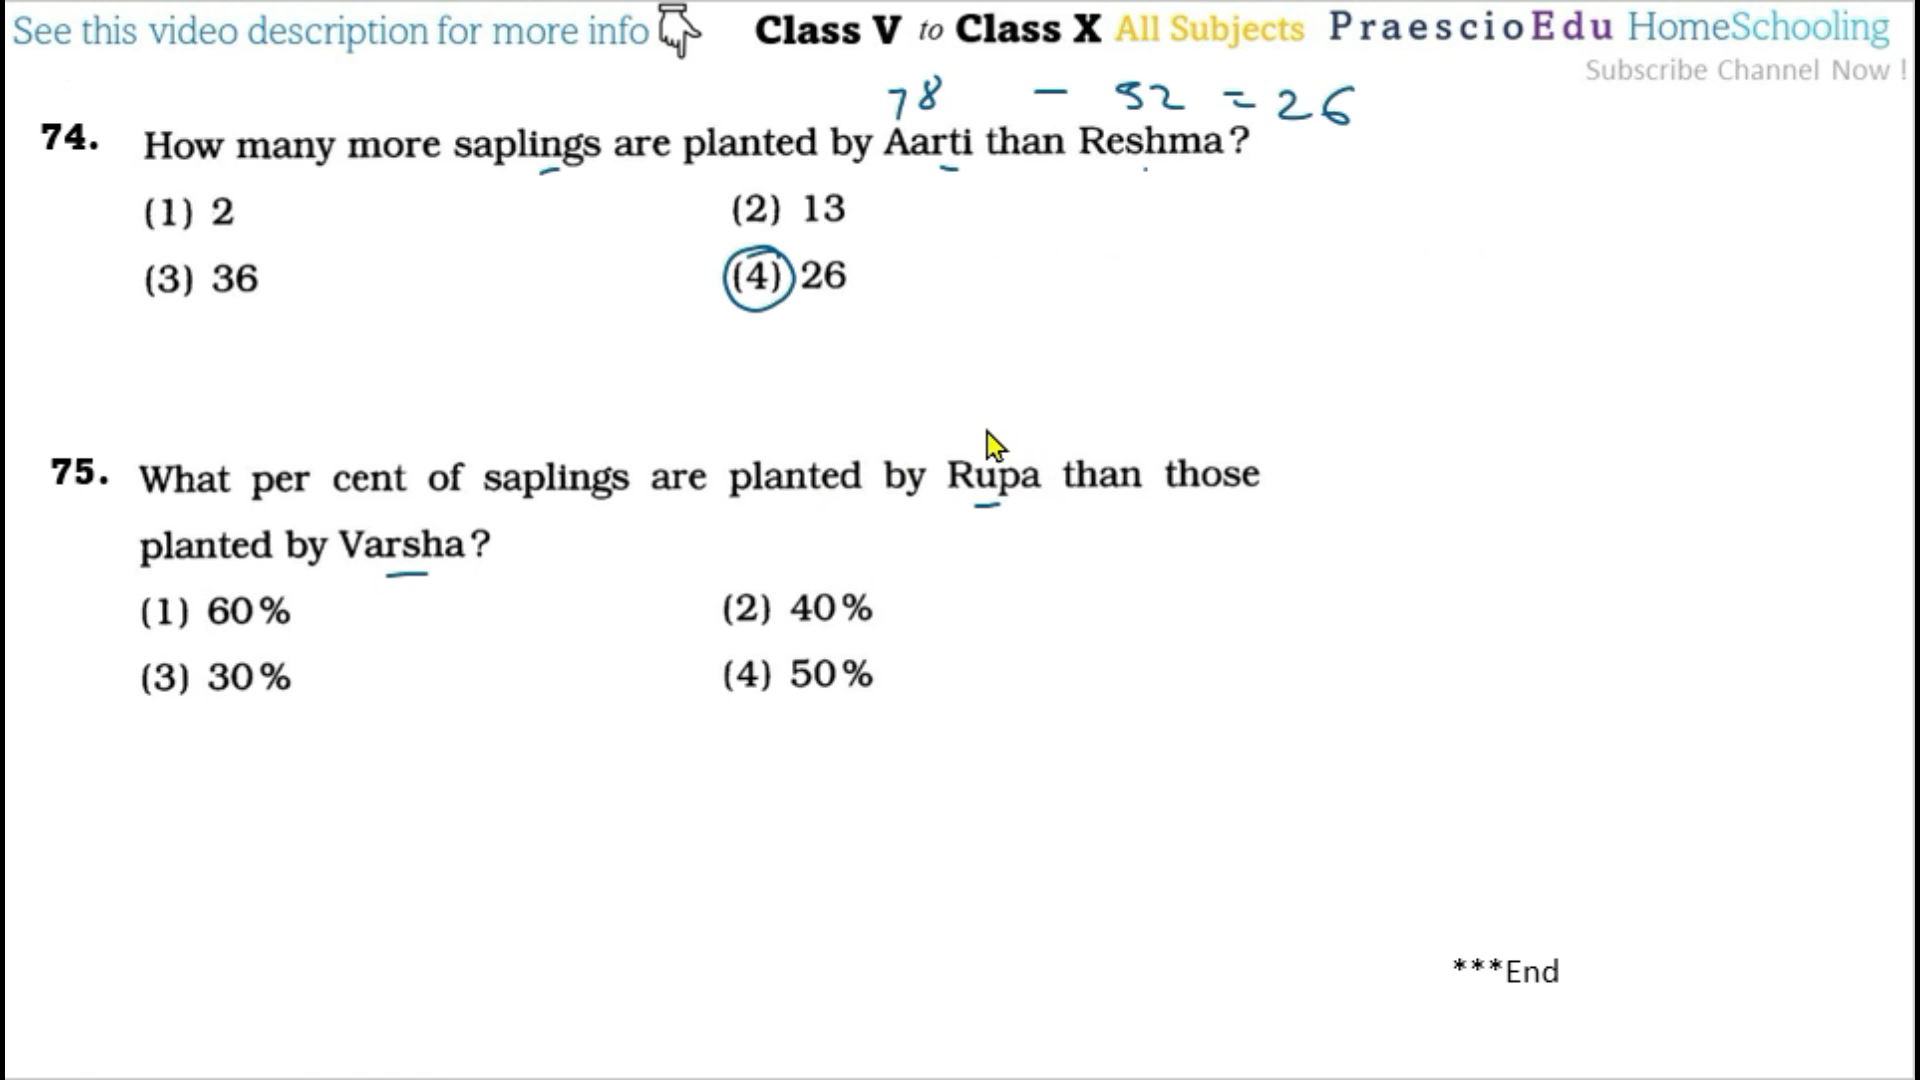 See this video description for more info Class V to Class X All Subjects PraescioEdu HomeSchooling
Subscribe Channel Now !
78 - 52 = 26
74. How many more saplings are planted by Aarti than Reshma?
(1) 2 (2) 13
(3) 36 (4) 26
75. What per cent of saplings are planted by Rupa than those
planted by Varsha?
(1) 60% (2) 40%
(3) 30% (4) 50%
***End